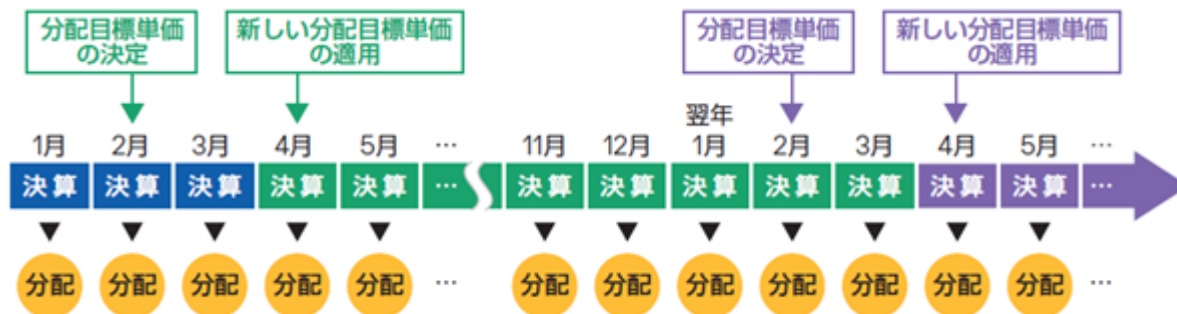 分配目標単価
の決定
新しい分配目標単価
の適用
分配目標単価
の決定
新しい分配目標単価
の適用
翌年
1月 2月 3月 4月 5月 … 11月 12月 1月 2月 3月 4月 5月 …
決算 決算 決算 決算 決算 … 決算 決算 決算 決算 決算 決算 決算 …
分配 分配 分配 分配 分配 … 分配 分配 分配 分配 分配 分配 分配 …